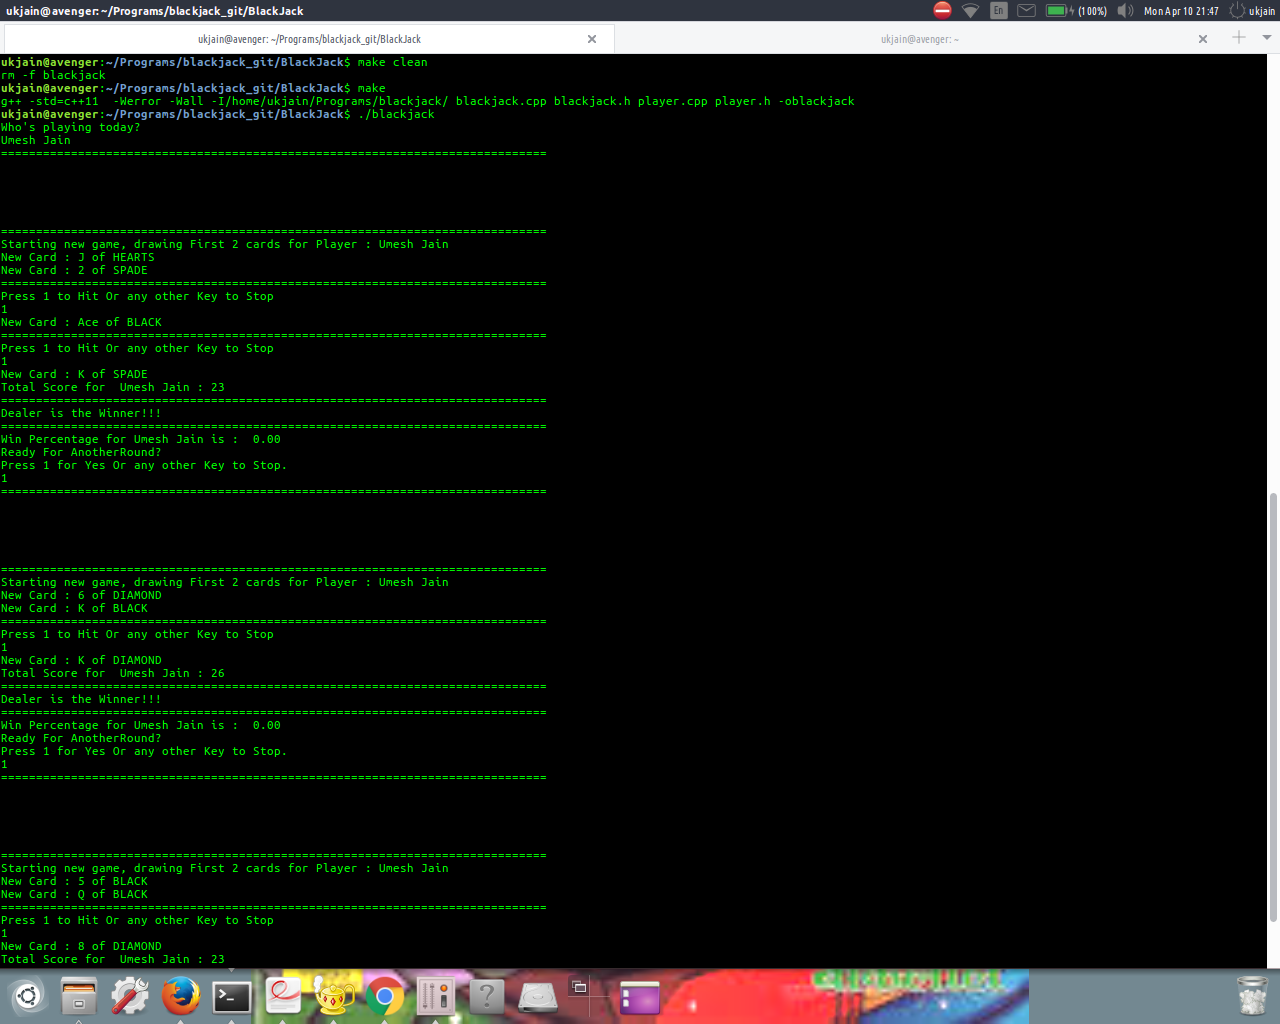 ukjain@avenger: ~/Programs/blackjack_git/BlackJack
En
(100%)
Mon Apr 10 21:47
ukjain
ukjain@avenger: ~/Programs/blackjack_git/BlackJack
ukjain@avenger: ~
ukjain@avenger:~/Programs/blackjack_git/BlackJack$ make clean
rm -f blackjack
ukjain@avenger:~/Programs/blackjack_git/BlackJack$ make
g++ -std=c++11  -Werror -Wall -I/home/ukjain/Programs/blackjack/ blackjack.cpp blackjack.h player.cpp player.h -oblackjack
ukjain@avenger:~/Programs/blackjack_git/BlackJack$ ./blackjack
Who's playing today?
Umesh Jain
==============================================================================
==============================================================================
Starting new game, drawing First 2 cards for Player : Umesh Jain
New Card : J of HEARTS
New Card : 2 of SPADE
==============================================================================
Press 1 to Hit Or any other Key to Stop
1
New Card : Ace of BLACK
==============================================================================
Press 1 to Hit Or any other Key to Stop
1
New Card : K of SPADE
Total Score for  Umesh Jain : 23
==============================================================================
Dealer is the Winner!!!
==============================================================================
Win Percentage for Umesh Jain is :  0.00
Ready For AnotherRound?
Press 1 for Yes Or any other Key to Stop.
1
==============================================================================
==============================================================================
Starting new game, drawing First 2 cards for Player : Umesh Jain
New Card : 6 of DIAMOND
New Card : K of BLACK
==============================================================================
Press 1 to Hit Or any other Key to Stop
1
New Card : K of DIAMOND
Total Score for  Umesh Jain : 26
==============================================================================
Dealer is the Winner!!!
==============================================================================
Win Percentage for Umesh Jain is :  0.00
Ready For AnotherRound?
Press 1 for Yes Or any other Key to Stop.
1
==============================================================================
==============================================================================
Starting new game, drawing First 2 cards for Player : Umesh Jain
New Card : 5 of BLACK
New Card : Q of BLACK
==============================================================================
Press 1 to Hit Or any other Key to Stop
1
New Card : 8 of DIAMOND
Total Score for  Umesh Jain : 23